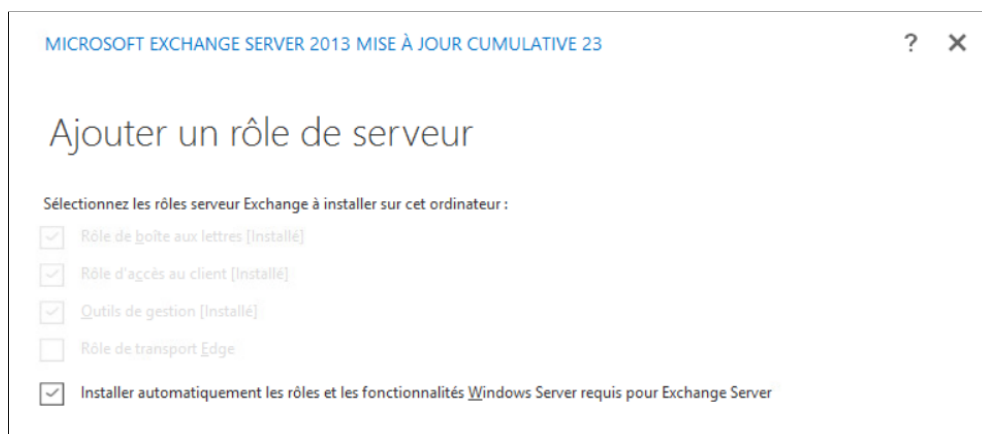 MICROSOFT EXCHANGE SERVER 2013 MISE À JOUR CUMULATIVE 23
?
Ajouter un rôle de serveur
Sélectionnez les rôles serveur Exchange à installer sur cet ordinateur :
Rôle de boîte aux lettres [Installé]
Rôle d'accès au client [Installé]
Outils de gestion [Installé]
Rôle de transport Edge
Installer automatiquement les rôles et les fonctionnalités Windows Server requis pour Exchange Server